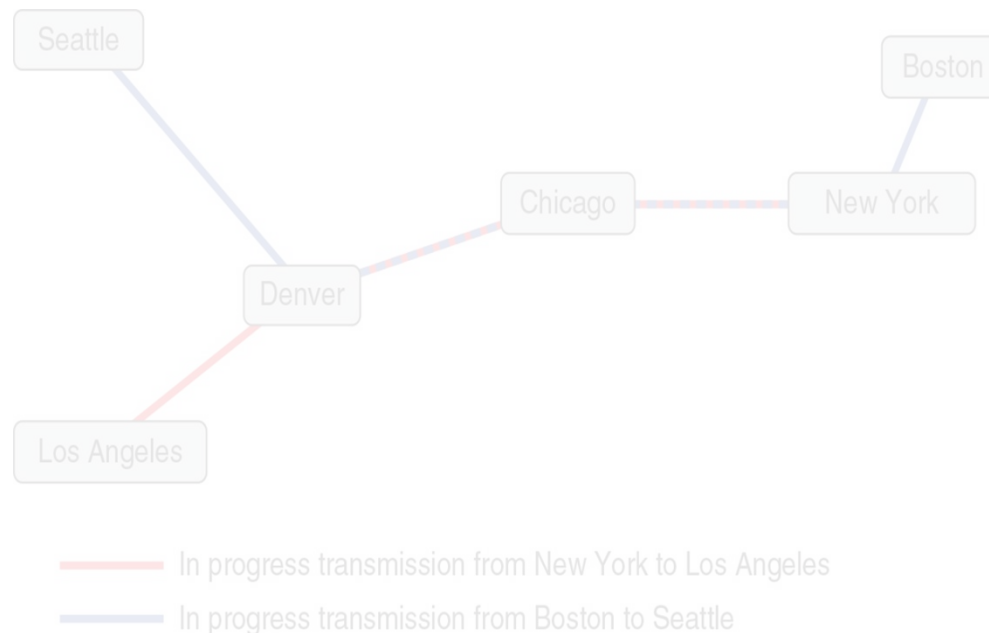 Seattle
Boston
Chicago
New York
Denver
Los Angeles
In progress transmission from New York to Los Angeles
In progress transmission from Boston to Seattle